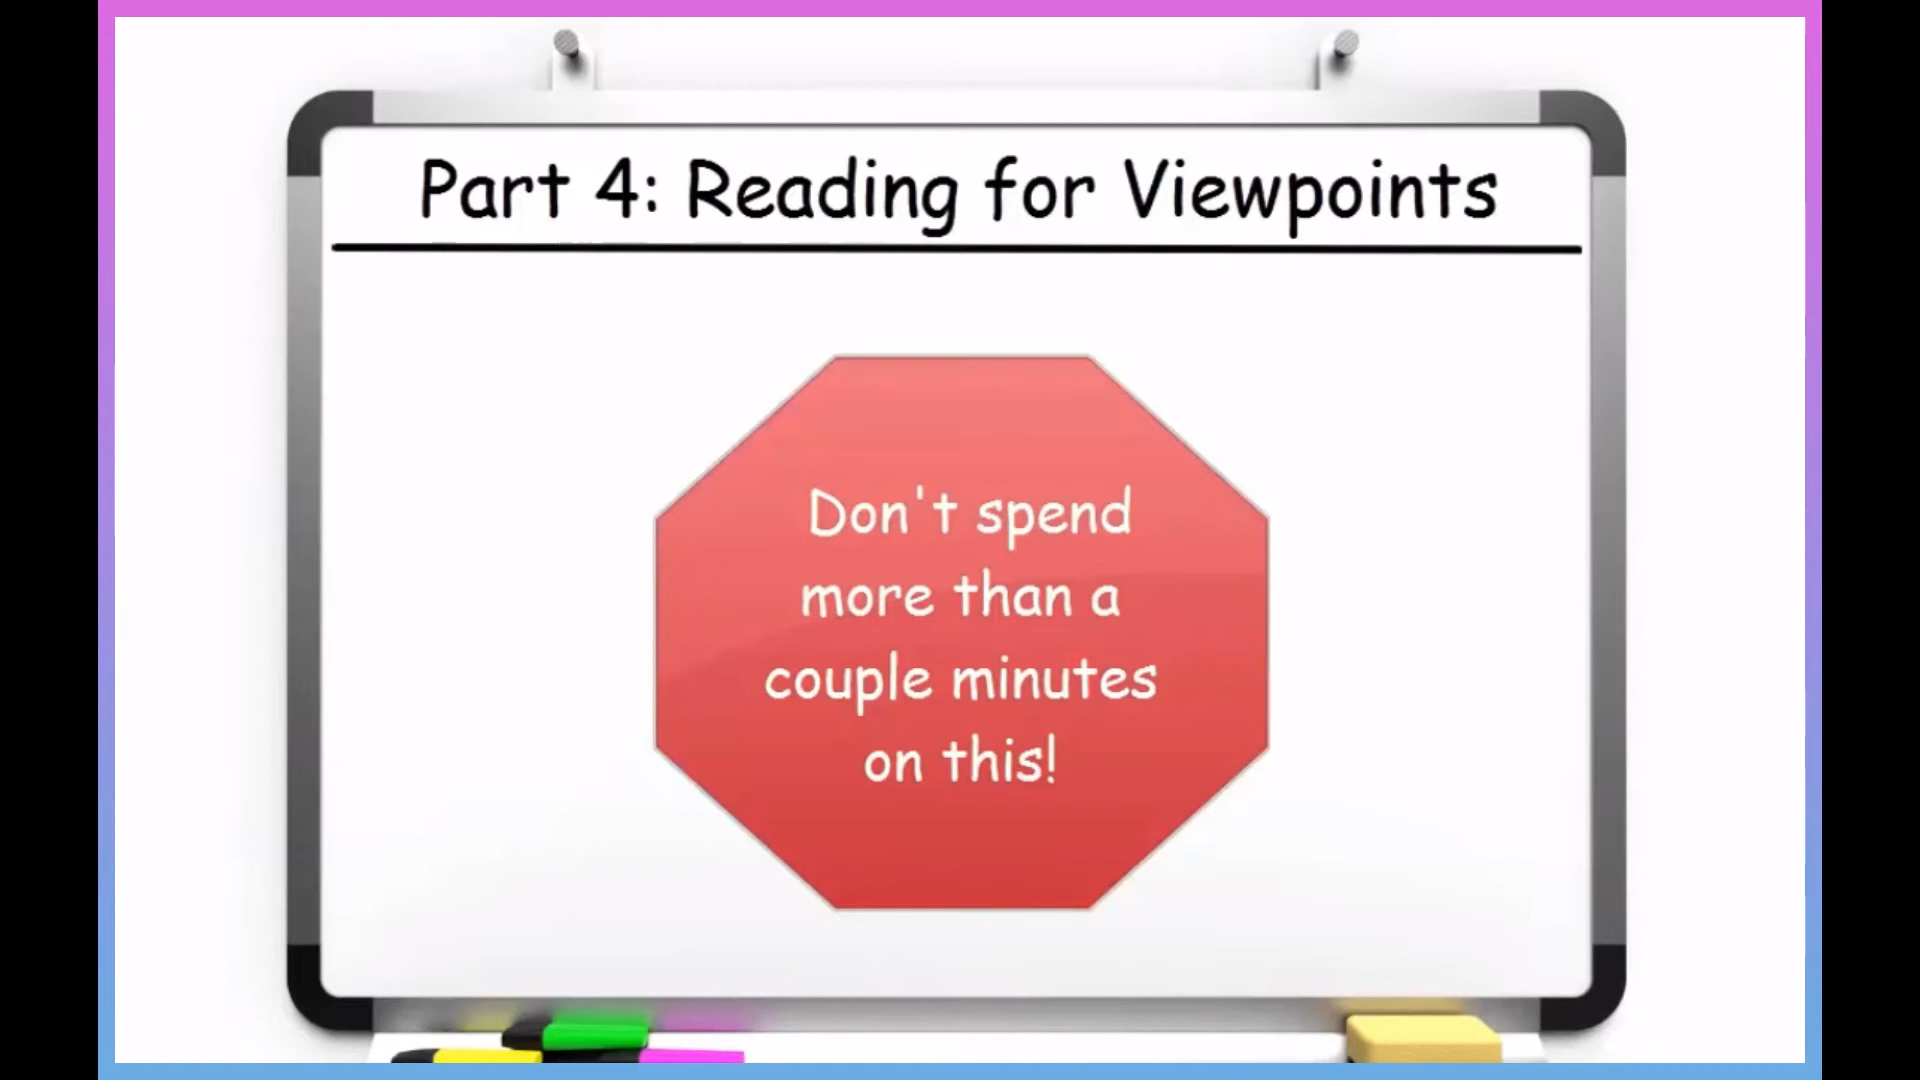 Part 4: Reading for Viewpoints
Don't spend
more than a
couple minutes
on this!